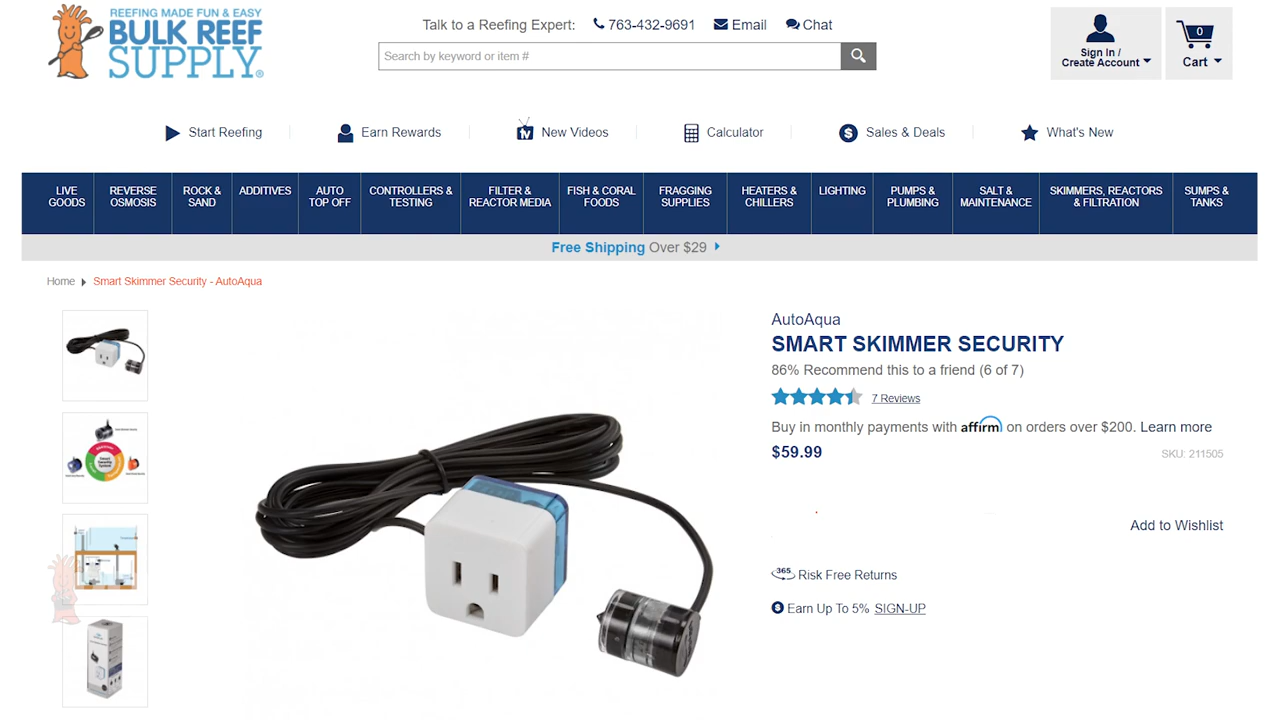 REEFING MADE FUN & EASY
BULK REEF
SUPPLY®
Talk to a Reefing Expert: 763-432-9691 Email Chat
Search by keyword or item #
Sign In /
Create Account
0
Cart
Start Reefing
Earn Rewards
tv
New Videos
Calculator
$
Sales & Deals
What's New
LIVE
GOODS
REVERSE
OSMOSIS
ROCK &
SAND
ADDITIVES
AUTO
TOP OFF
CONTROLLERS &
TESTING
FILTER &
REACTOR MEDIA
FISH & CORAL
FOODS
FRAGGING
SUPPLIES
HEATERS &
CHILLERS
LIGHTING
PUMPS &
PLUMBING
SALT &
MAINTENANCE
SKIMMERS, REACTORS
& FILTRATION
SUMPS &
TANKS
Free Shipping Over $29
Home Smart Skimmer Security - AutoAqua
AutoAqua
SMART SKIMMER SECURITY
86% Recommend this to a friend (6 of 7)
7 Reviews
Buy in monthly payments with affirm on orders over $200. Learn more
$59.99
SKU: 211505
Add to Wishlist
365 Risk Free Returns
$ Earn Up To 5% SIGN-UP